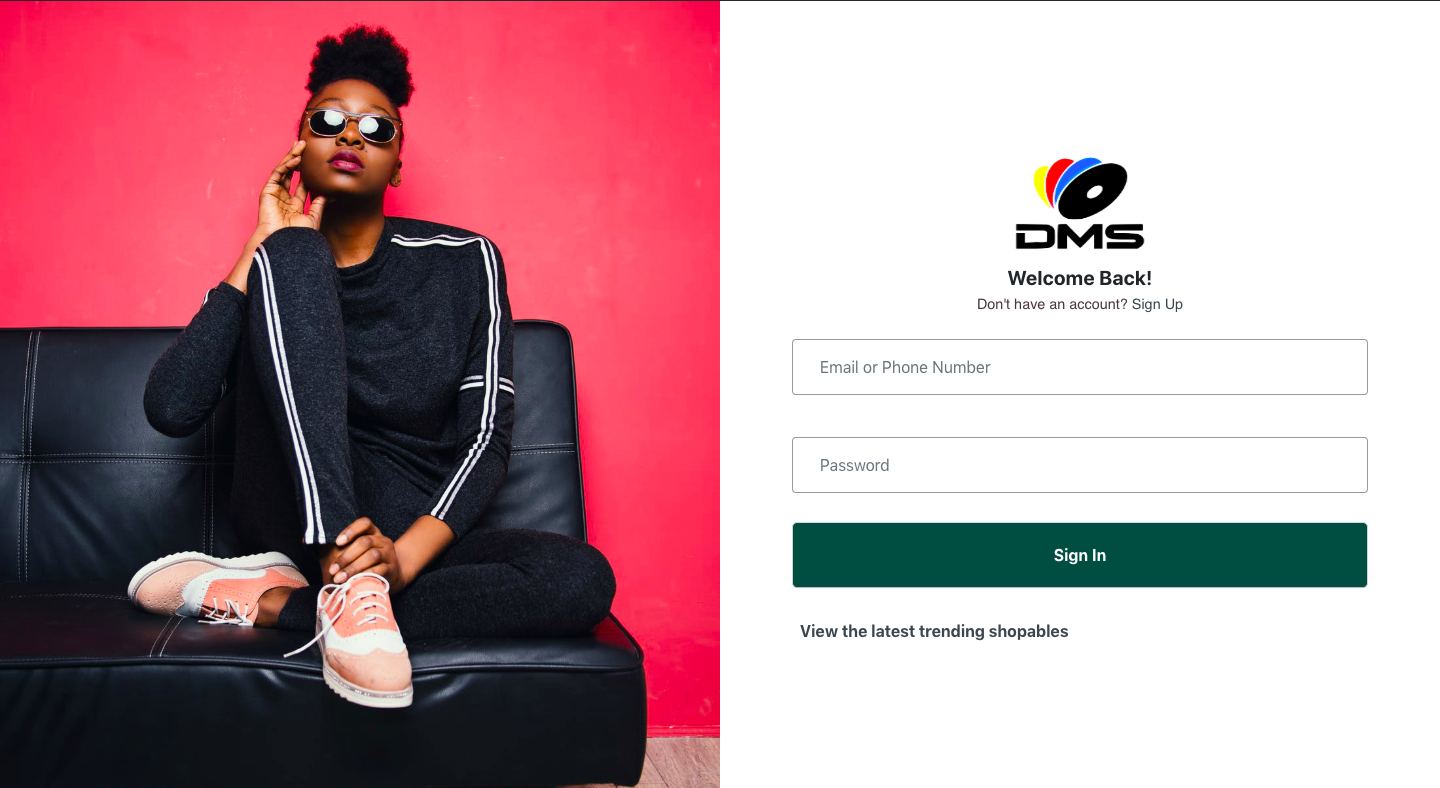 DMS
Welcome Back!
Don't have an account? Sign Up
Email or Phone Number
Password
Sign In
View the latest trending shopables